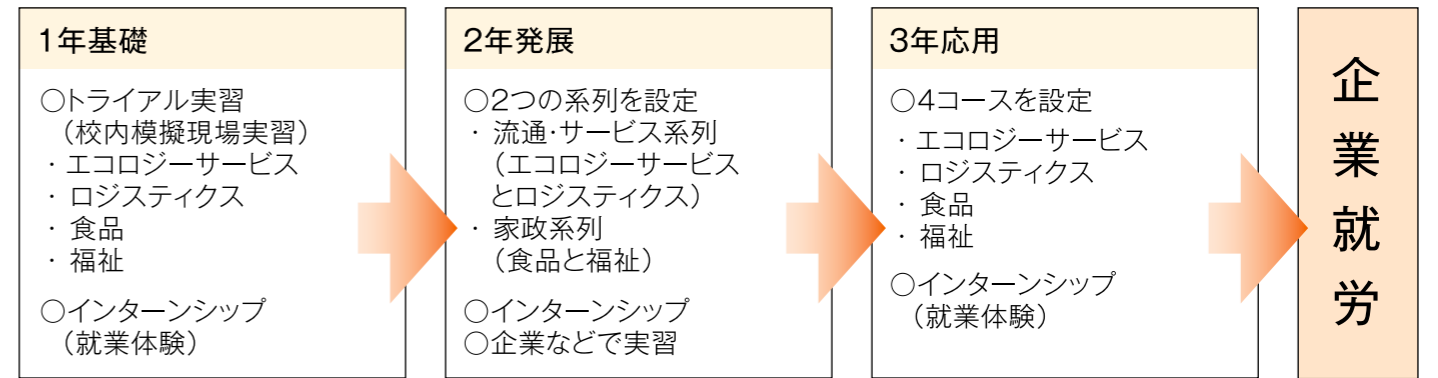 1年基礎
○トライアル実習
（校内模擬現場実習）
・エコロジーサービス
・ロジスティクス
・食品
・福祉
○インターンシップ
（就業体験）
2年発展
○2つの系列を設定
・流通・サービス系列
（エコロジーサービス
とロジスティクス）
・家政系列
（食品と福祉）
○インターンシップ
○企業などで実習
3年応用
○4コースを設定
・エコロジーサービス
・ロジスティクス
・食品
・福祉
○インターンシップ
（就業体験）
企業就労